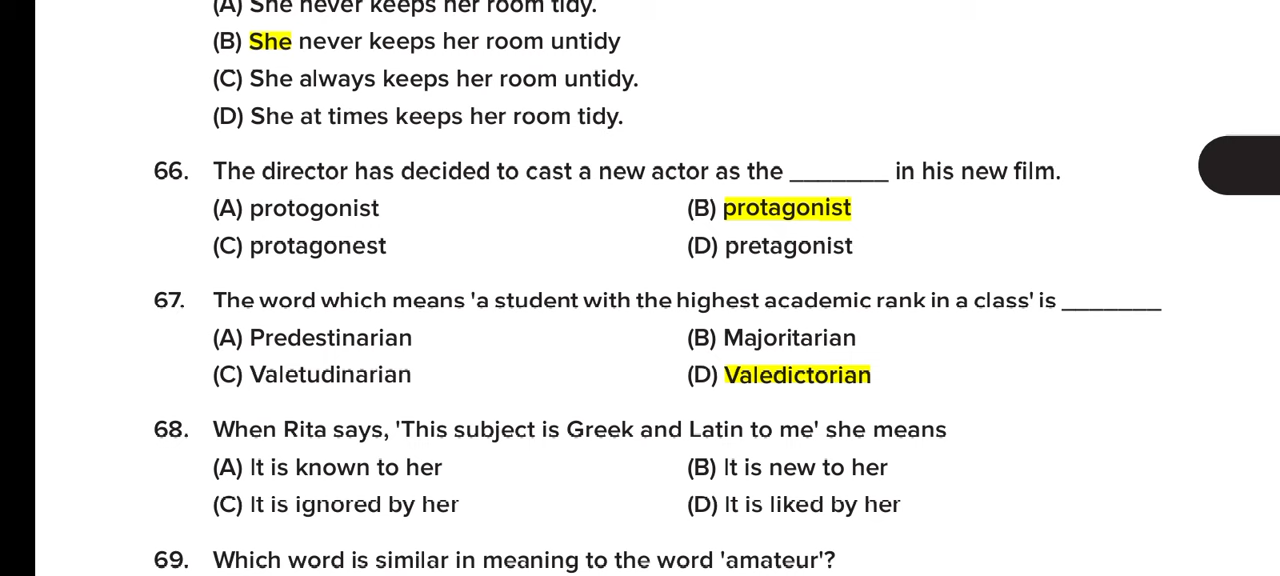 (A) She never keeps her room tidy.
(B) She never keeps her room untidy
(C) She always keeps her room untidy.
(D) She at times keeps her room tidy.
66. The director has decided to cast a new actor as the _______ in his new film.
(A) protogonist (B) protagonist
(C) protagonest (D) pretagonist
67. The word which means 'a student with the highest academic rank in a class' is _______
(A) Predestinarian (B) Majoritarian
(C) Valetudinarian (D) Valedictorian
68. When Rita says, 'This subject is Greek and Latin to me' she means
(A) It is known to her (B) It is new to her
(C) It is ignored by her (D) It is liked by her
69. Which word is similar in meaning to the word 'amateur'?